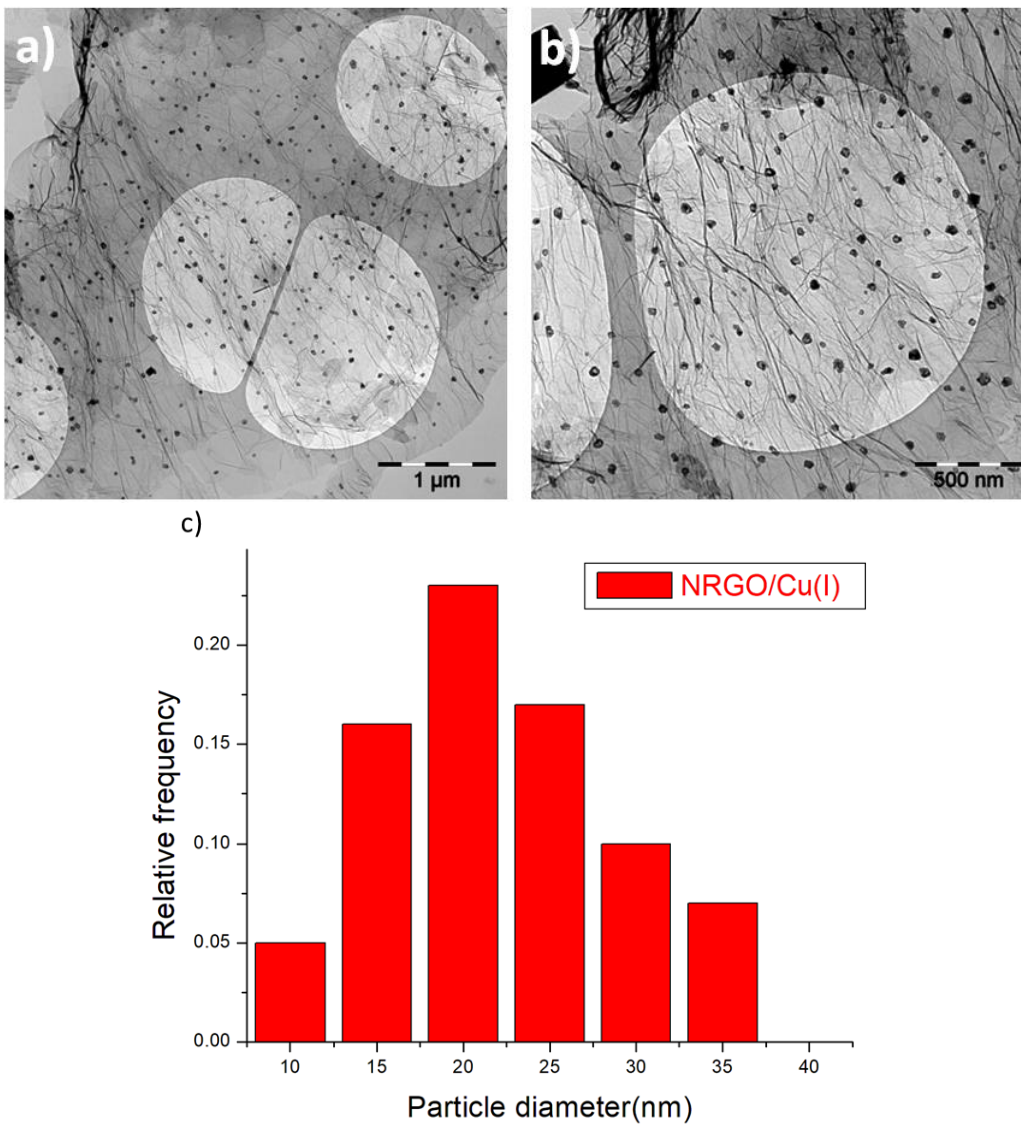 a)
b)
1 µm
500 nm
c)
NRGO/Cu(I)
Relative frequency
0.20
0.15
0.10
0.05
0.00
10 15 20 25 30 35 40
Particle diameter(nm)